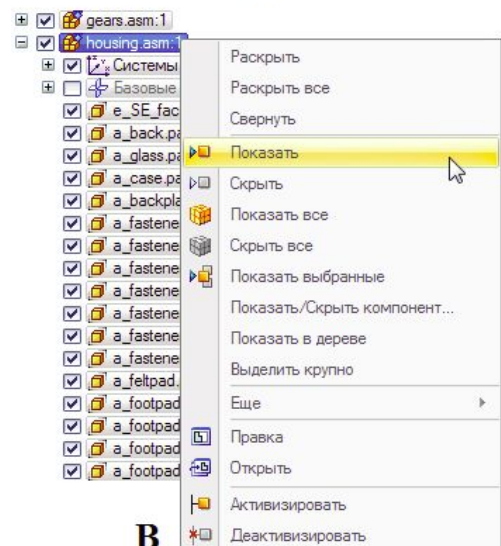 gears.asm:1
housing.asm:1
Системы
Базовые
e_SE_fac
a_back.pa
a_glass.pa
a_case.pa
a_backpla
a_fastene
a_fastene
a_fastene
a_fastene
a_fastene
a_fastene
a_fastene
a_feltpad.
a_footpad
a_footpad
a_footpad
a_footpad
Раскрыть
Раскрыть все
Свернуть
Показать
Скрыть
Показать все
Скрыть все
Показать выбранные
Показать/Скрыть компонент...
Показать в дереве
Выделить крупно
Еще
Правка
Открыть
Активизировать
Деактивизировать
В